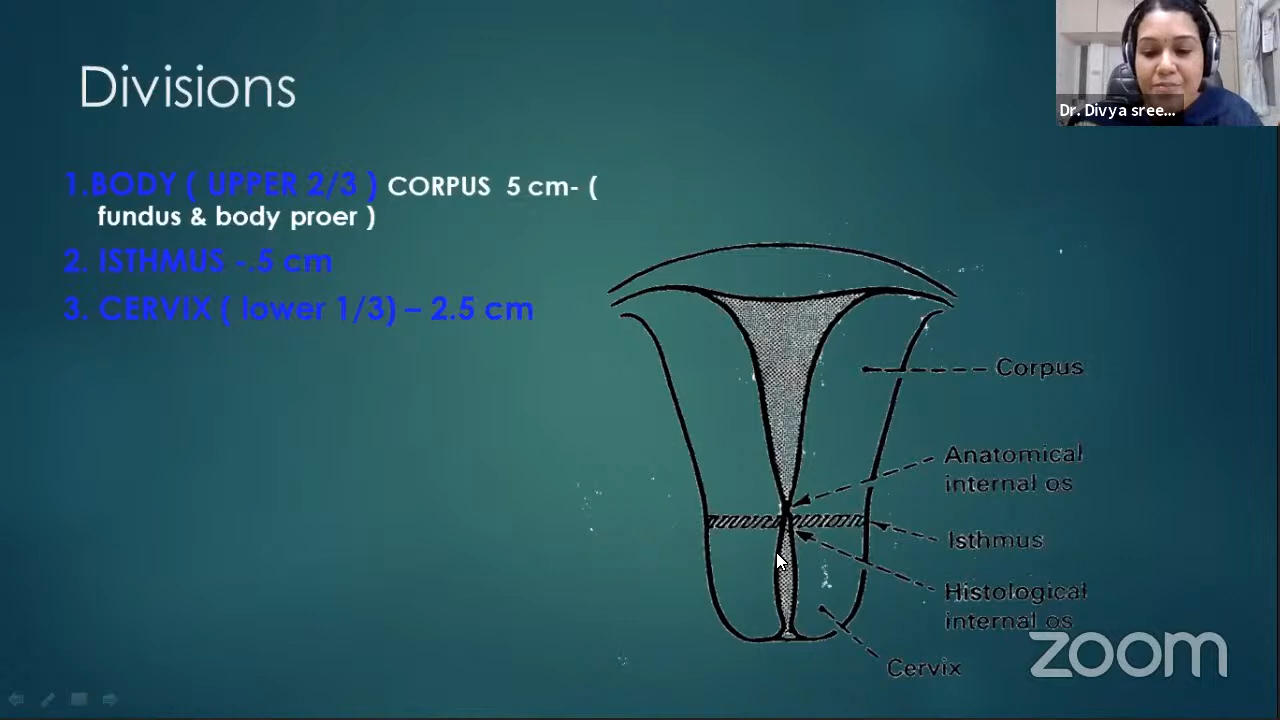 Divisions
Dr. Divya sree...
1.BODY ( UPPER 2/3 ) CORPUS 5 cm- (
fundus & body proer )
2. ISTHMUS -.5 cm
3. CERVIX ( lower 1/3) – 2.5 cm
Corpus
Anatomical
internal os
Isthmus
Histological
internal os
Cervix
zoom